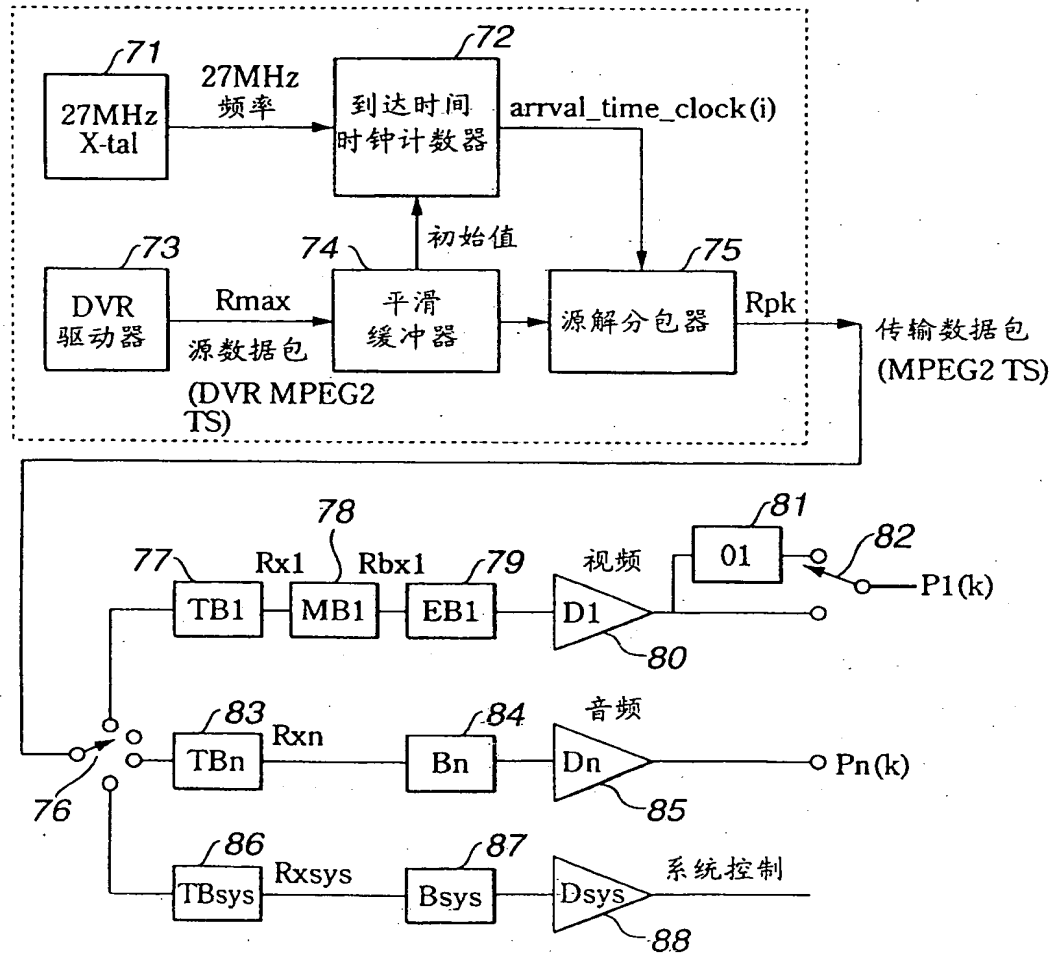 71
27MHz
X-tal
27MHz
频率
72
到达时间
时钟计数器
arrval_time_clock(i)
初始值
73
DVR
驱动器
Rmax
源数据包
(DVR MPEG2
TS)
74
平滑
缓冲器
75
源解分包器
Rpk
传输数据包
(MPEG2 TS)
76
77
TB1
Rx1
78
MB1
Rbx1
79
EB1
视频
D1
80
81
01
82
P1(k)
83
TBn
Rxn
84
Bn
音频
Dn
85
Pn(k)
86
TBsys
Rxsys
87
Bsys
Dsys
88
系统控制